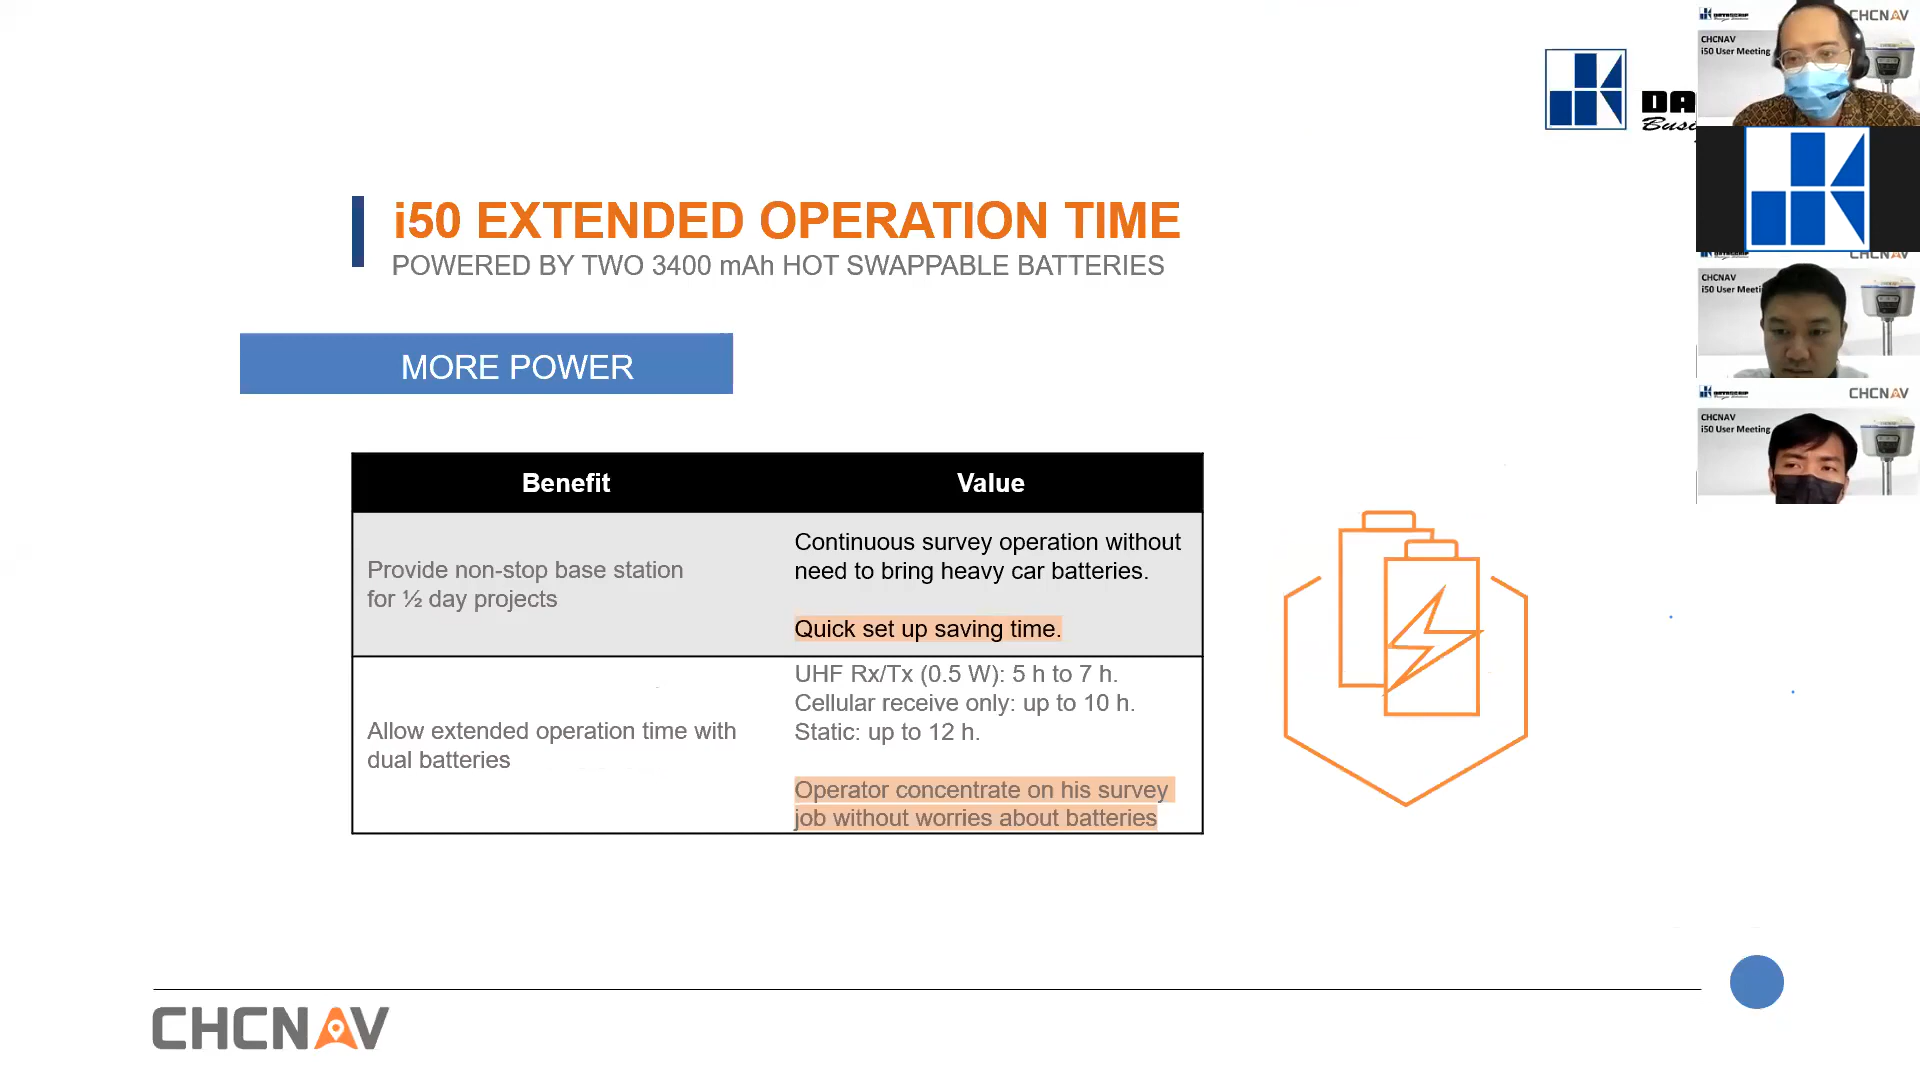 i50 EXTENDED OPERATION TIME
POWERED BY TWO 3400 mAh HOT SWAPPABLE BATTERIES
MORE POWER
Benefit
Value
Provide non-stop base station
for ½ day projects
Continuous survey operation without
need to bring heavy car batteries.
Quick set up saving time.
Allow extended operation time with
dual batteries
UHF Rx/Tx (0.5 W): 5 h to 7 h.
Cellular receive only: up to 10 h.
Static: up to 12 h.
Operator concentrate on his survey
job without worries about batteries
CHCNAV
DA
Busi
CHCNAV
CHCNAV
i50 User Meeting
CHCNAV
CHCNAV
i50 User Meeti
DATASCRIP
CHCNAV
CHCNAV
i50 User Meeting